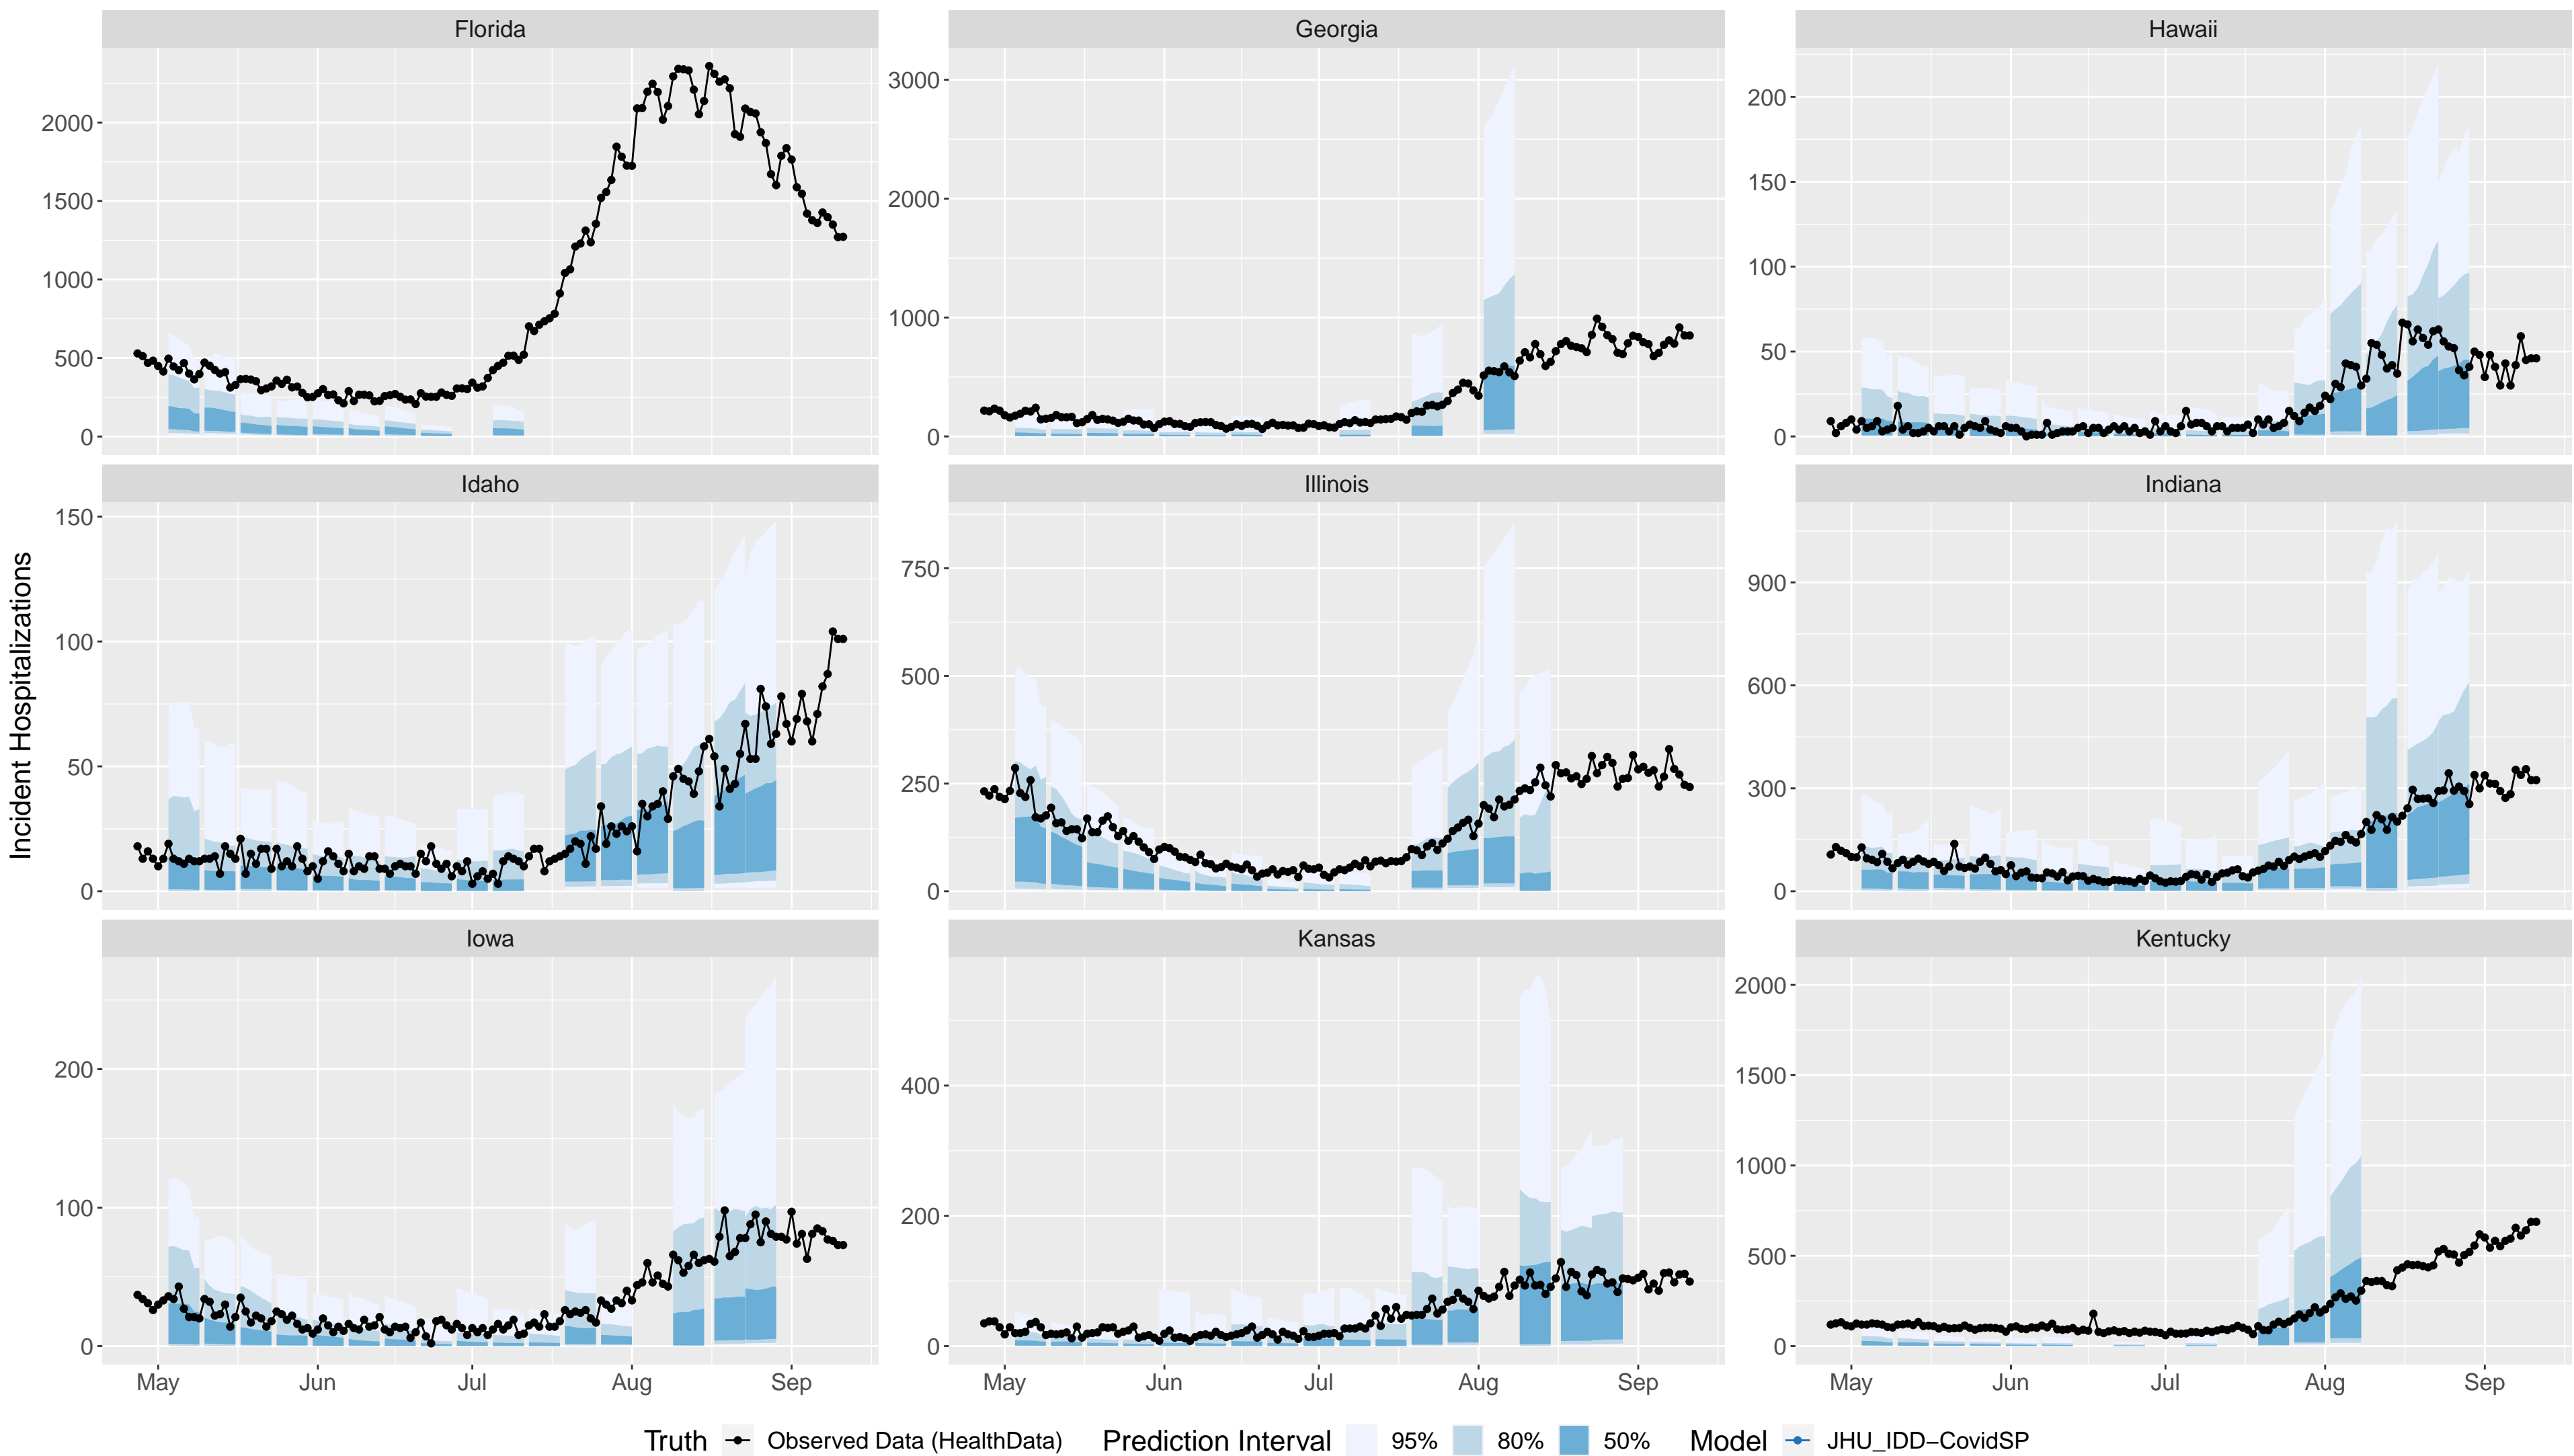 Florida
Georgia
Hawaii
2000
1500
1000
500
0
3000
2000
1000
0
200
150
100
50
0
Idaho
Illinois
Indiana
150
100
50
0
750
500
250
0
900
600
300
0
Iowa
Kansas
Kentucky
200
100
0
400
200
0
2000
1500
1000
500
0
May Jun Jul Aug Sep
May Jun Jul Aug Sep
May Jun Jul Aug Sep
Incident Hospitalizations
Truth Observed Data (HealthData) Prediction Interval 95% 80% 50% Model JHU_IDD−CovidSP